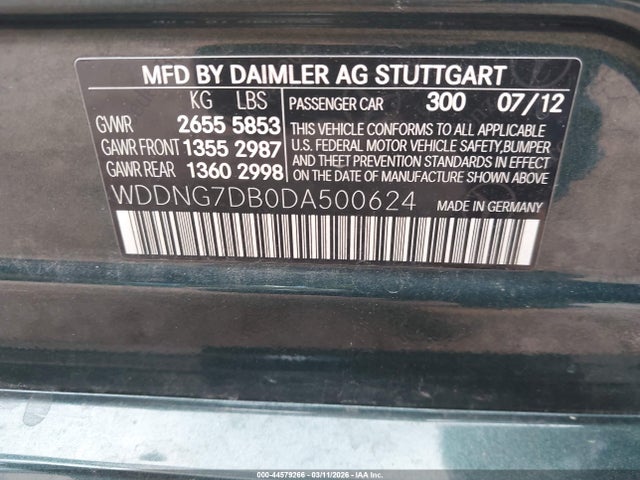 MFD BY DAIMLER AG STUTTGART
KG LBS PASSENGER CAR 300 07/12
GVWR 2655 5853
GAWR FRONT 1355 2987
GAWR REAR 1360 2998
THIS VEHICLE CONFORMS TO ALL APPLICABLE
U.S. FEDERAL MOTOR VEHICLE SAFETY,BUMPER
AND THEFT PREVENTION STANDARDS IN EFFECT
ON THE DATE OF MANUFACTURE SHOWN ABOVE.
WDDNG7DB0DA500624 MADE IN GERMANY
000-44579266 - 03/11/2026 - IAA Inc.